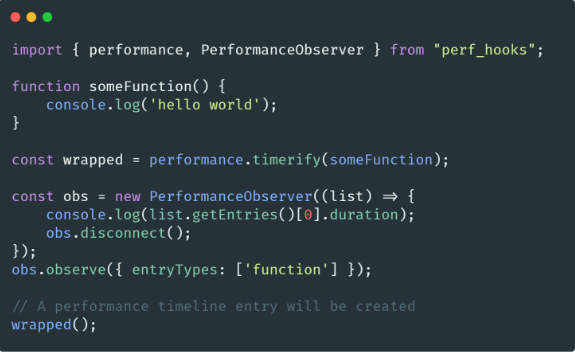 import { performance, PerformanceObserver } from "perf_hooks";
function someFunction() {
    console.log('hello world');
}
const wrapped = performance.timerify(someFunction);
const obs = new PerformanceObserver((list) => {
    console.log(list.getEntries()[0].duration);
    obs.disconnect();
});
obs.observe({ entryTypes: ['function'] });
// A performance timeline entry will be created
wrapped();